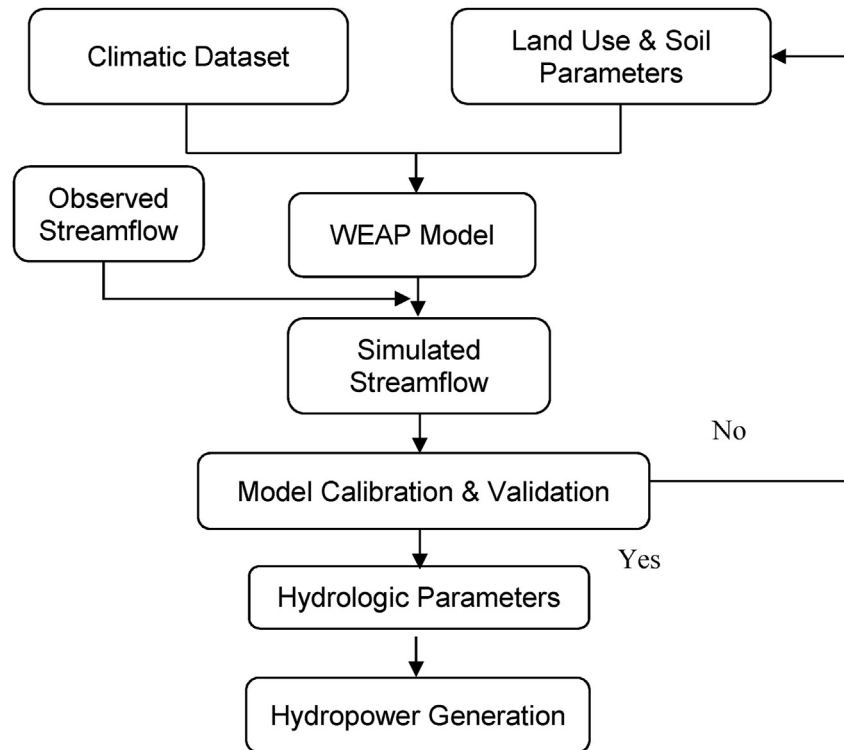 Climatic Dataset
Land Use & Soil
Parameters
Observed
Streamflow
WEAP Model
Simulated
Streamflow
No
Model Calibration & Validation
Yes
Hydrologic Parameters
Hydropower Generation